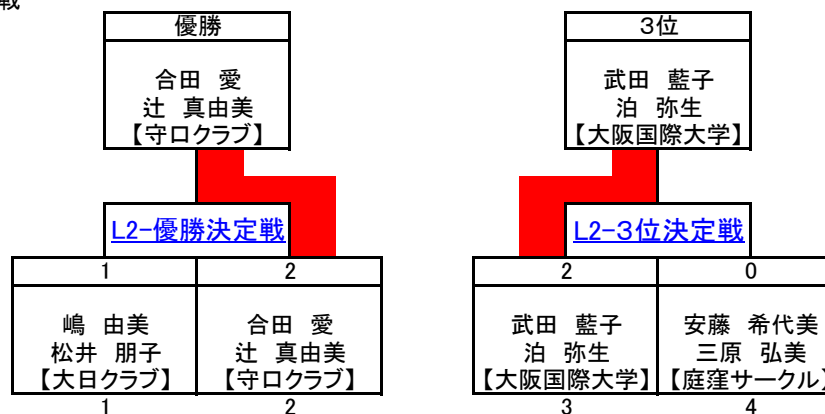 戦
優勝
合田 愛
辻 真由美
【守口クラブ】
3位
武田 藍子
泊 弥生
【大阪国際大学】
L2-優勝決定戦
L2-3位決定戦
1 2
2 0
嶋 由美
松井 朋子
【大日クラブ】
合田 愛
辻 真由美
【守口クラブ】
武田 藍子
泊 弥生
【大阪国際大学】
安藤 希代美
三原 弘美
【庭窪サークル】
1 2
3 4